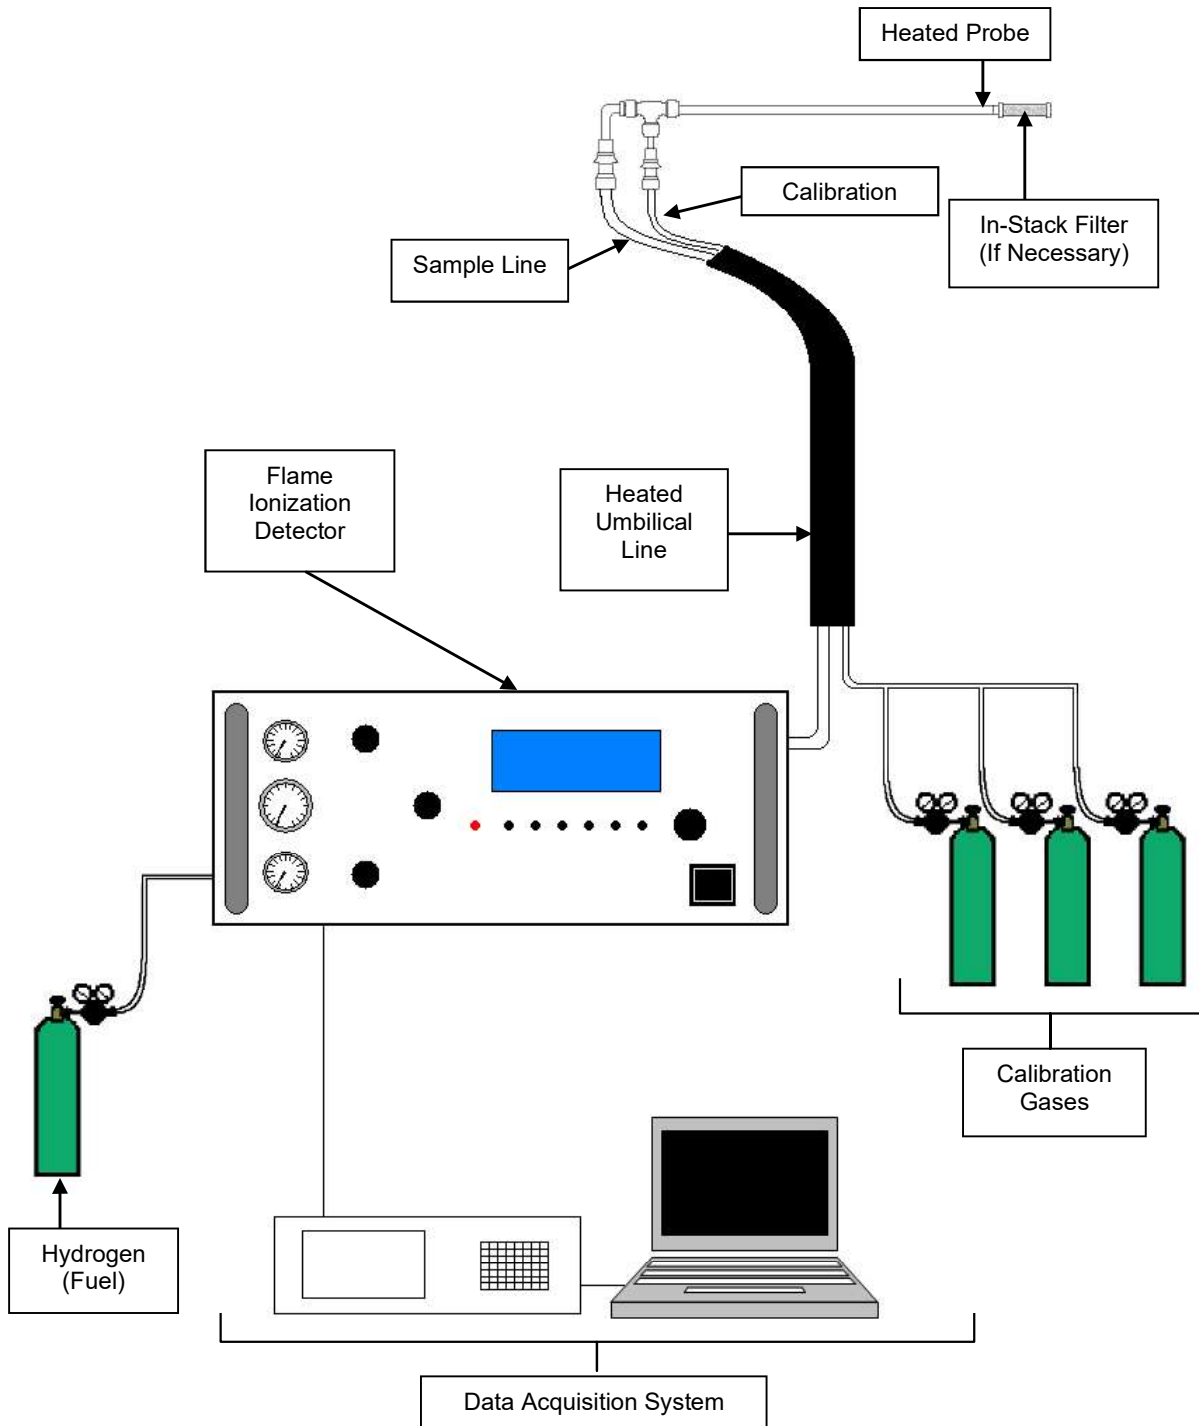 Heated Probe
Calibration
In-Stack Filter
(If Necessary)
Sample Line
Flame
Ionization
Detector
Heated
Umbilical
Line
Calibration
Gases
Hydrogen
(Fuel)
Data Acquisition System